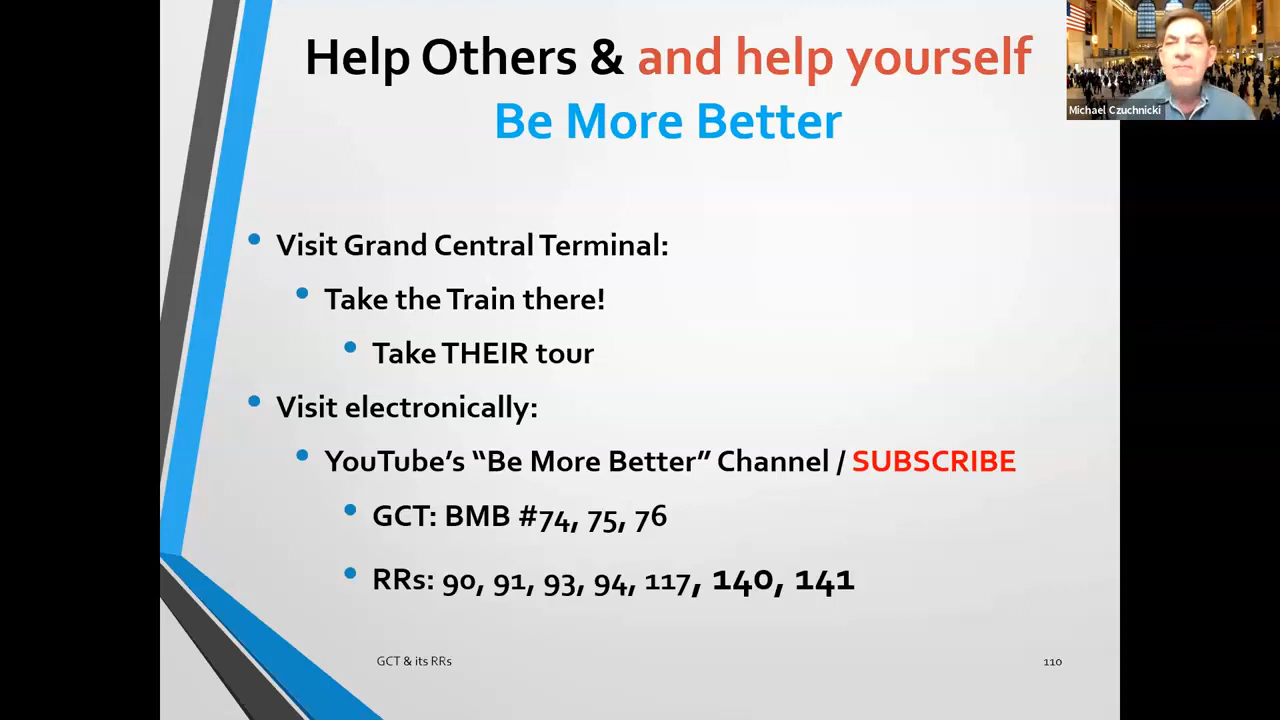 Help Others & and help yourself
Be More Better
Michael Czuchnicki
• Visit Grand Central Terminal:
• Take the Train there!
• Take THEIR tour
• Visit electronically:
• YouTube's “Be More Better” Channel / SUBSCRIBE
• GCT: BMB #74, 75, 76
• RRs: 90, 91, 93, 94, 117, 140, 141
GCT & its RRs
110